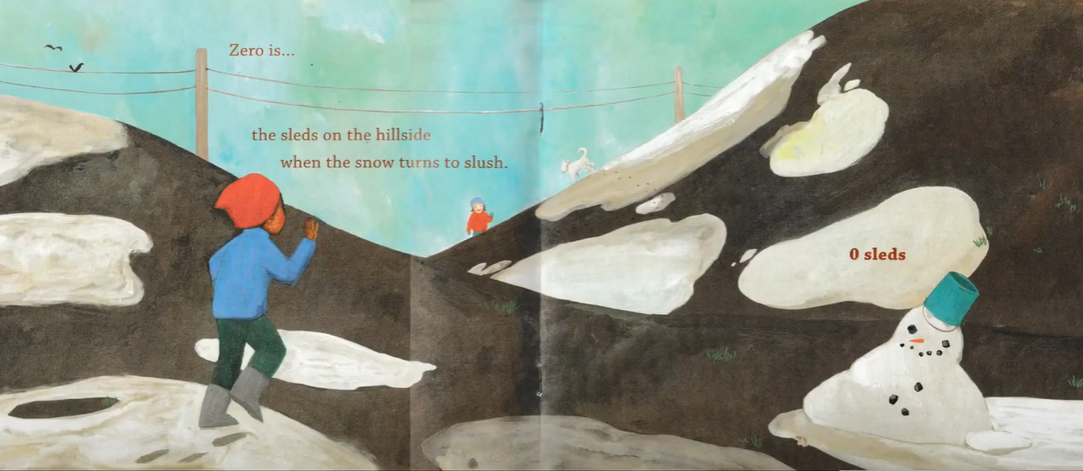 Zero is...
the sleds on the hillside
when the snow turns to slush.
0 sleds